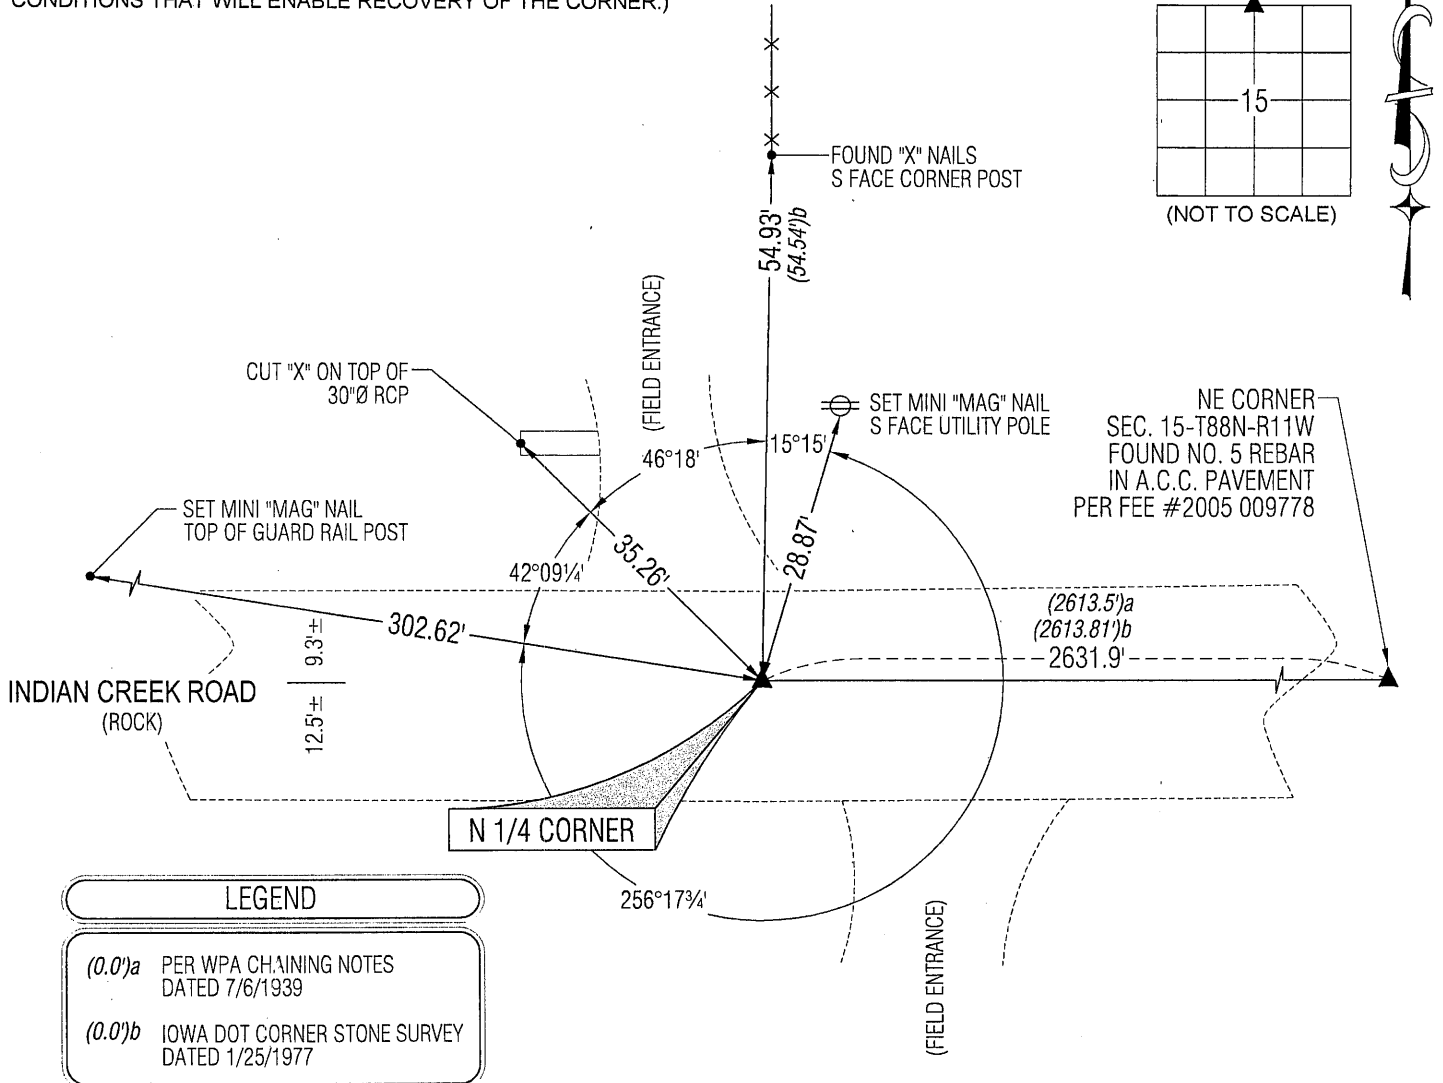 CONDITIONS THAT WILL ENABLE RECOVERY OF THE CORNER.)
15
(NOT TO SCALE)
FOUND "X" NAILS
S FACE CORNER POST
54.93'
(54.54')b
(FIELD ENTRANCE)
CUT "X" ON TOP OF
30"Ø RCP
SET MINI "MAG" NAIL
S FACE UTILITY POLE
NE CORNER
SEC. 15-T88N-R11W
FOUND NO. 5 REBAR
IN A.C.C. PAVEMENT
PER FEE #2005 009778
46°18'
15°15'
SET MINI "MAG" NAIL
TOP OF GUARD RAIL POST
35.26'
28.87'
42°09¼'
302.62'
(2613.5')a
(2613.81')b
2631.9'
9.3'±
12.5'±
INDIAN CREEK ROAD
(ROCK)
N 1/4 CORNER
256°17¾'
(FIELD ENTRANCE)
LEGEND
(0.0')a PER WPA CHAINING NOTES
DATED 7/6/1939
(0.0')b IOWA DOT CORNER STONE SURVEY
DATED 1/25/1977